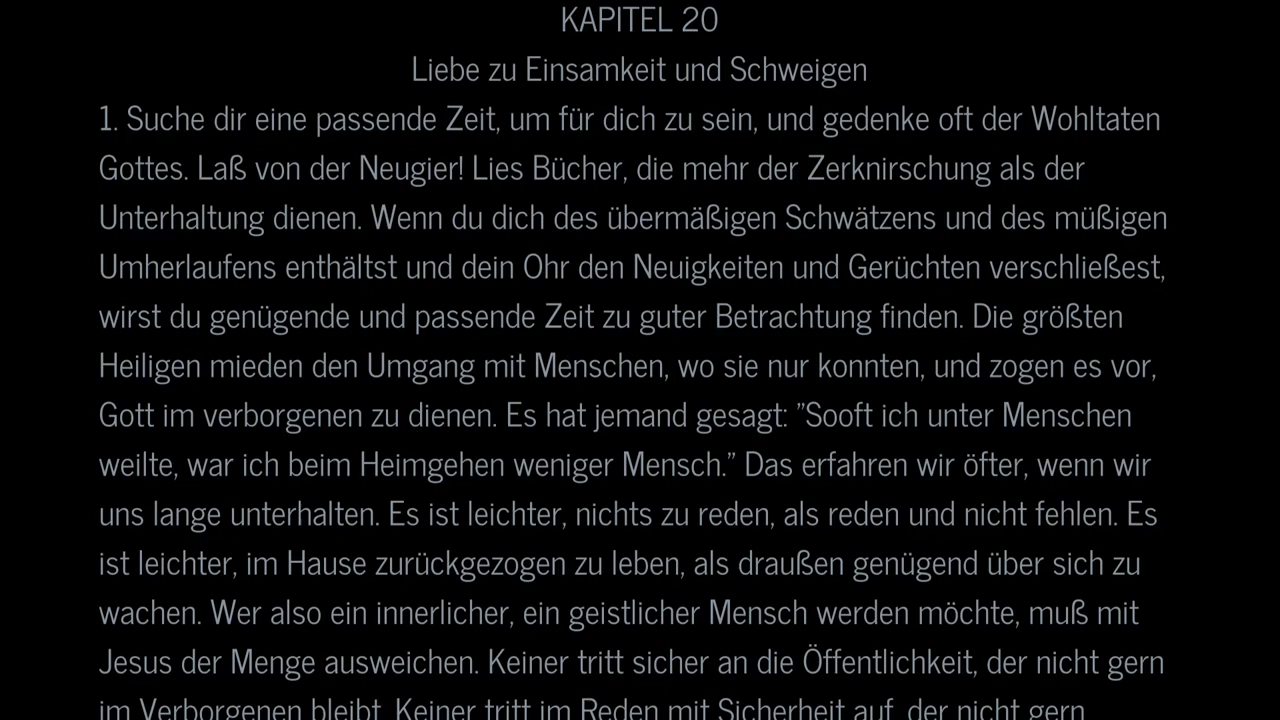 KAPITEL 20
Liebe zu Einsamkeit und Schweigen
1. Suche dir eine passende Zeit, um für dich zu sein, und gedenke oft der Wohltaten
Gottes. Laß von der Neugier! Lies Bücher, die mehr der Zerknirschung als der
Unterhaltung dienen. Wenn du dich des übermäßigen Schwätzens und des müßigen
Umherlaufens enthältst und dein Ohr den Neuigkeiten und Gerüchten verschließest,
wirst du genügende und passende Zeit zu guter Betrachtung finden. Die größten
Heiligen mieden den Umgang mit Menschen, wo sie nur konnten, und zogen es vor,
Gott im verborgenen zu dienen. Es hat jemand gesagt: ”Sooft ich unter Menschen
weilte, war ich beim Heimgehen weniger Mensch.” Das erfahren wir öfter, wenn wir
uns lange unterhalten. Es ist leichter, nichts zu reden, als reden und nicht fehlen. Es
ist leichter, im Hause zurückgezogen zu leben, als draußen genügend über sich zu
wachen. Wer also ein innerlicher, ein geistlicher Mensch werden möchte, muß mit
Jesus der Menge ausweichen. Keiner tritt sicher an die Öffentlichkeit, der nicht gern
im Verborgenen bleibt. Keiner tritt im Reden mit Sicherheit auf, der nicht gern